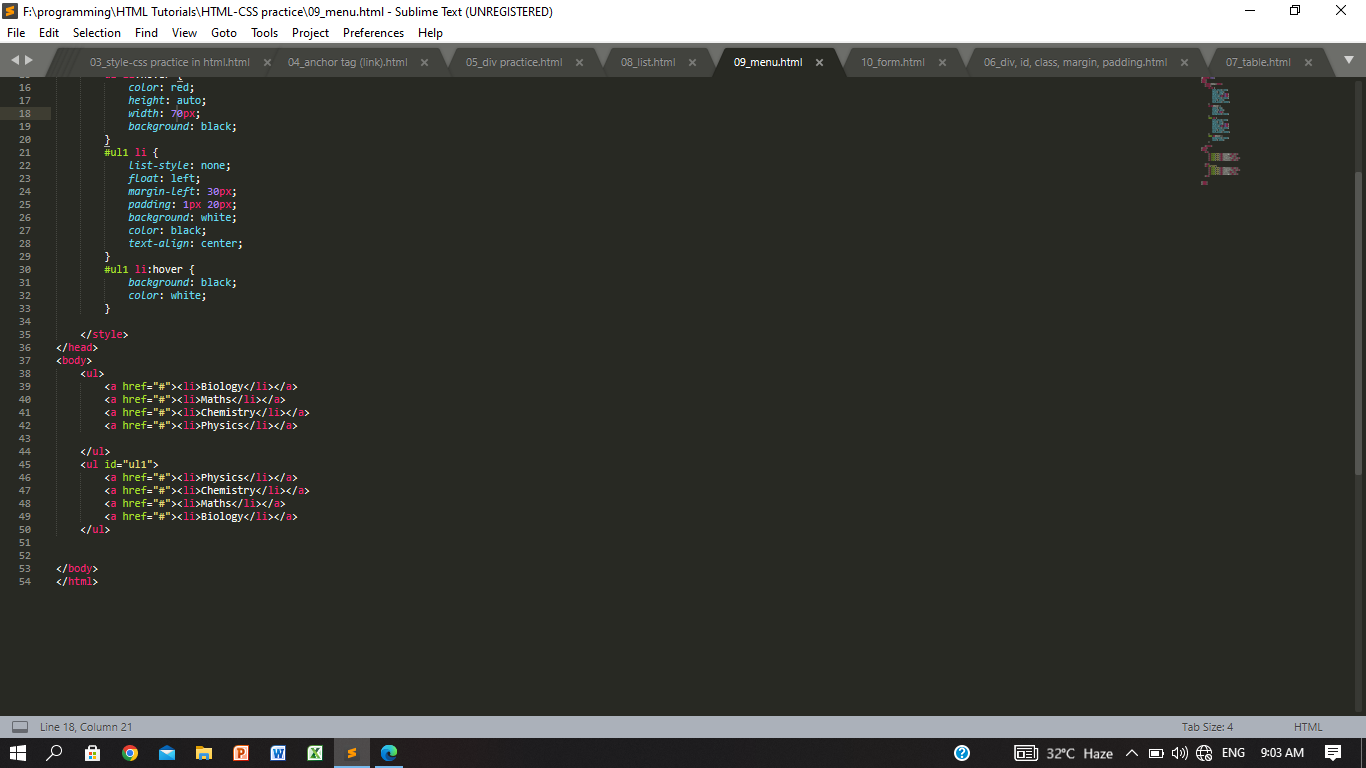 F:\programming\HTML Tutorials\HTML-CSS practice\09_menu.html - Sublime Text (UNREGISTERED)
File Edit Selection Find View Goto Tools Project Preferences Help
03_style-css practice in html.html 04_anchor tag (link).html 05_div practice.html 08_list.html 09_menu.html 10_form.html 06_div, id, class, margin, padding.html 07_table.html
16 color: red;
17 height: auto;
18 width: 70px;
19 background: black;
20 }
21 #ul1 li {
22 list-style: none;
23 float: left;
24 margin-left: 30px;
25 padding: 1px 20px;
26 background: white;
27 color: black;
28 text-align: center;
29 }
30 #ul1 li:hover {
31 background: black;
32 color: white;
33 }
34
35 </style>
36 </head>
37 <body>
38 <ul>
39 <a href="#"><li>Biology</li></a>
40 <a href="#"><li>Maths</li></a>
41 <a href="#"><li>Chemistry</li></a>
42 <a href="#"><li>Physics</li></a>
43
44 </ul>
45 <ul id="ul1">
46 <a href="#"><li>Physics</li></a>
47 <a href="#"><li>Chemistry</li></a>
48 <a href="#"><li>Maths</li></a>
49 <a href="#"><li>Biology</li></a>
50 </ul>
51
52
53 </body>
54 </html>
Line 18, Column 21 Tab Size: 4 HTML
32°C Haze ENG 9:03 AM